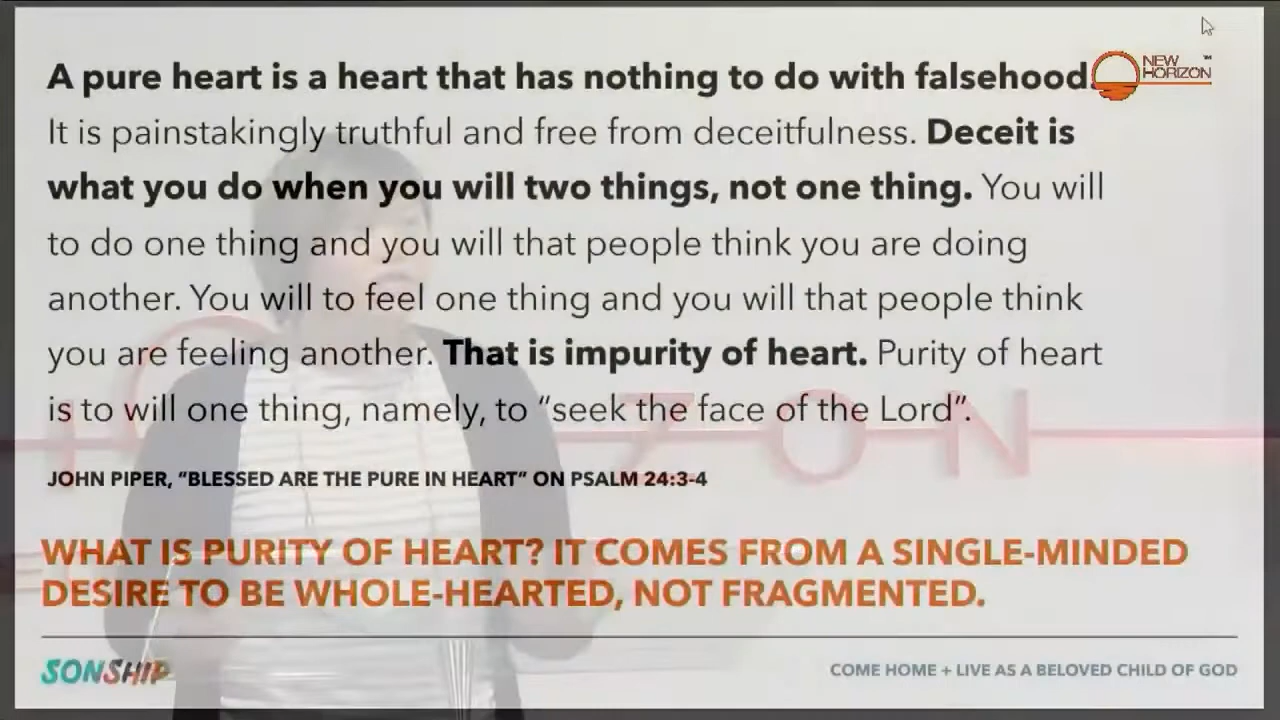 A pure heart is a heart that has nothing to do with falsehood.
NEW HORIZON™
It is painstakingly truthful and free from deceitfulness. Deceit is
what you do when you will two things, not one thing. You will
to do one thing and you will that people think you are doing
another. You will to feel one thing and you will that people think
you are feeling another. That is impurity of heart. Purity of heart
is to will one thing, namely, to “seek the face of the Lord”.
ZON
JOHN PIPER, “BLESSED ARE THE PURE IN HEART” ON PSALM 24:3-4
WHAT IS PURITY OF HEART? IT COMES FROM A SINGLE-MINDED
DESIRE TO BE WHOLE-HEARTED, NOT FRAGMENTED.
SONSHIP
COME HOME + LIVE AS A BELOVED CHILD OF GOD